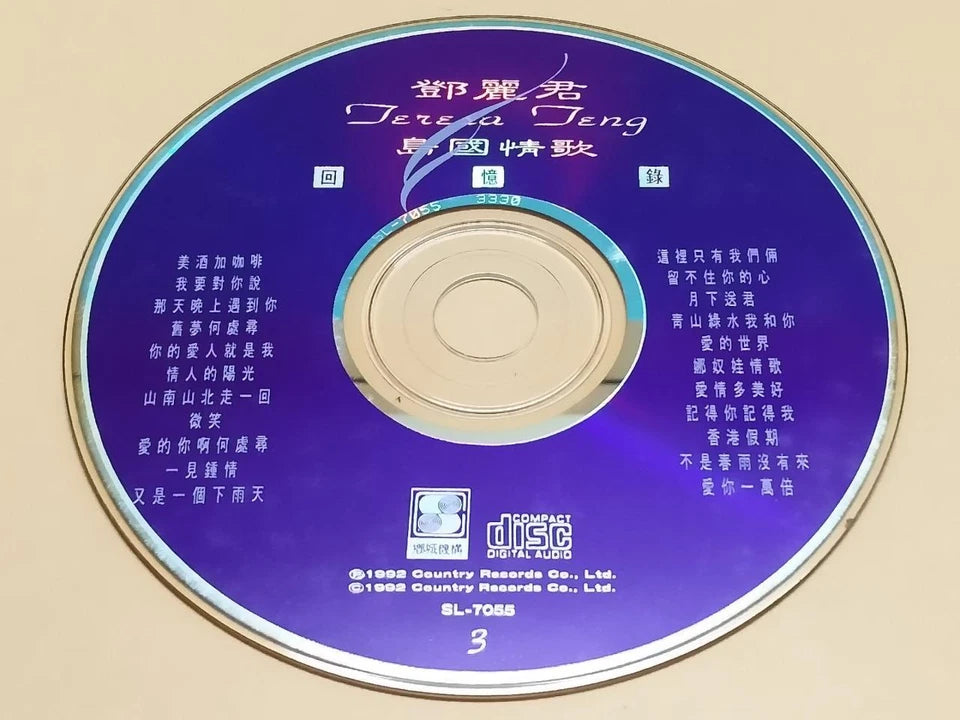 鄧麗君
Teresa Teng
島國情歌
回憶錄
SL-7055 3330
美酒加咖啡
我要對你說
那天晚上遇到你
舊夢何處尋
你的愛人就是我
情人的陽光
山南山北走一回
微笑
愛的你啊何處尋
一見鍾情
又是一個下雨天
這裡只有我們倆
留不住你的心
月下送君
青山綠水我和你
愛的世界
娜奴娃情歌
愛情多美好
記得你記得我
香港假期
不是春雨沒有來
愛你一萬倍
鄉城機構
COMPACT
disc
DIGITAL AUDIO
℗1992 Country Records Co., Ltd.
©1992 Country Records Co., Ltd.
SL-7055
3